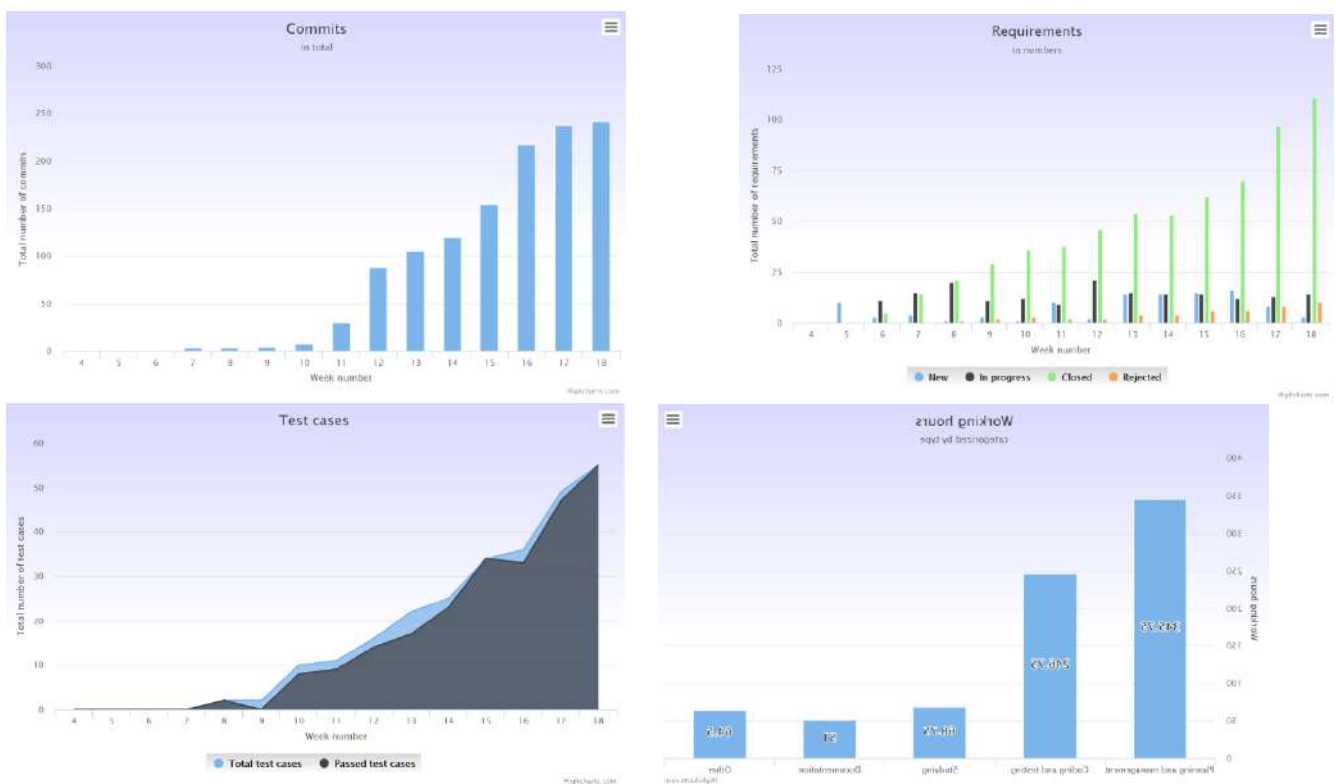 Commits
in total
300
250
200
150
100
50
0
Total number of commits
4 5 6 7 8 9 10 11 12 13 14 15 16 17 18
Week number
Highcharts.com
Requirements
in numbers
125
100
75
50
25
0
Total number of requirements
4 5 6 7 8 9 10 11 12 13 14 15 16 17 18
Week number
New In progress Closed Rejected
Highcharts.com
Test cases
60
50
40
30
20
10
0
Total number of test cases
4 5 6 7 8 9 10 11 12 13 14 15 16 17 18
Week number
Total test cases Passed test cases
Highcharts.com
Working hours
categorized by type
400
350
300
250
200
150
100
50
0
Working hours
345.75
51
Planning and management Coding and testing Studying Documentation Other
Highcharts.com